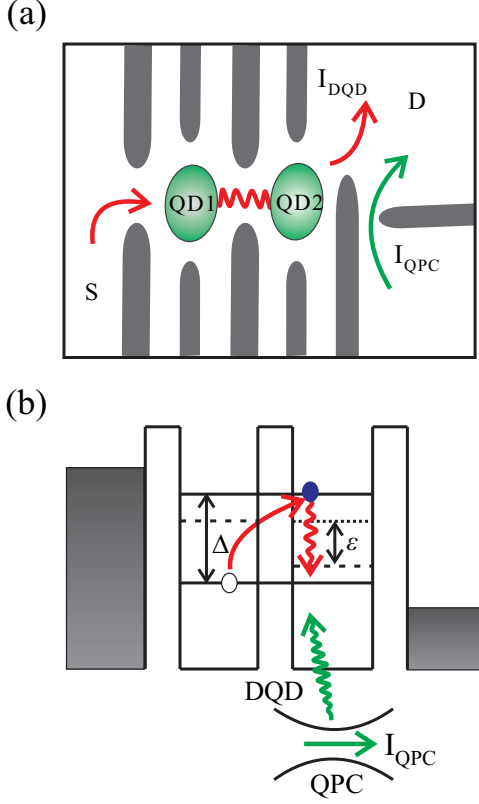 (a)
I_DQD
D
QD1
QD2
I_QPC
S
(b)
Δ
ε
DQD
I_QPC
QPC